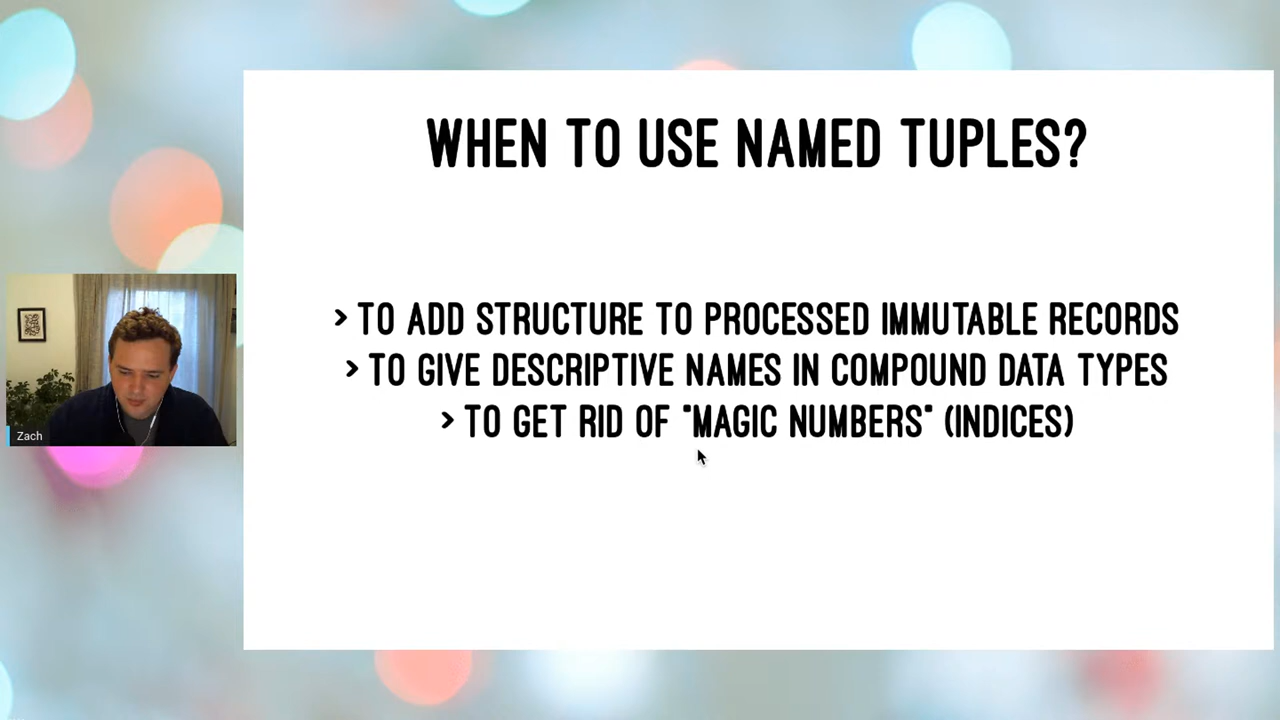 WHEN TO USE NAMED TUPLES?
> TO ADD STRUCTURE TO PROCESSED IMMUTABLE RECORDS
> TO GIVE DESCRIPTIVE NAMES IN COMPOUND DATA TYPES
> TO GET RID OF "MAGIC NUMBERS" (INDICES)
Zach